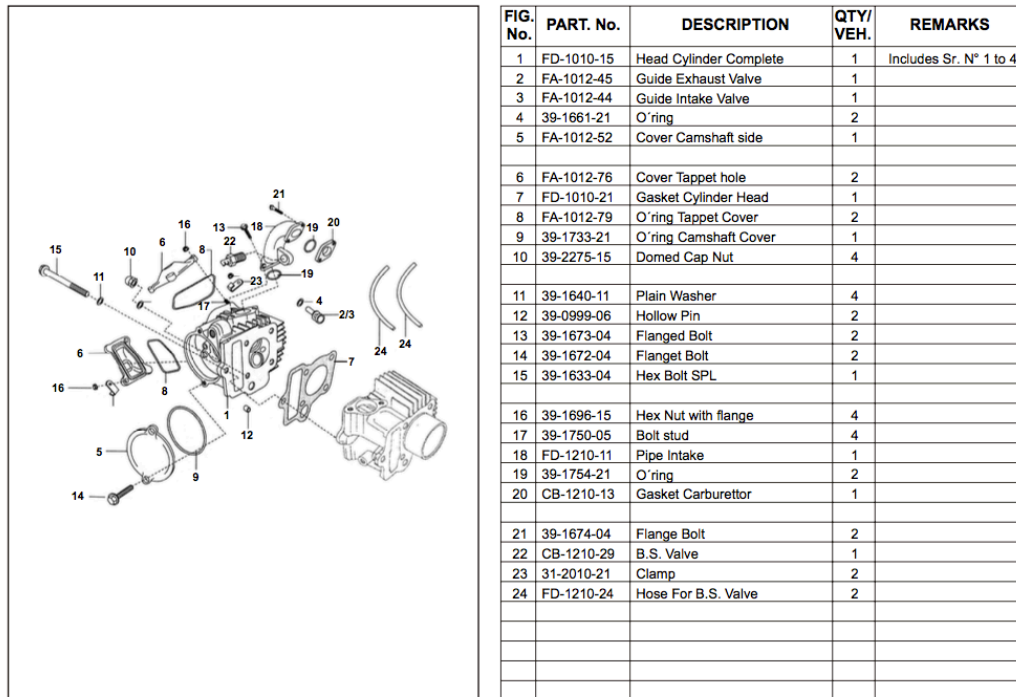 21
16
13
18
19
20
6
22
15
10
8
11
23
19
17
4
2/3
24
24
6
7
16
8
1
12
5
9
14
FIG. No. PART. No. DESCRIPTION QTY/ VEH. REMARKS
1 FD-1010-15 Head Cylinder Complete 1 Includes Sr. N° 1 to 4
2 FA-1012-45 Guide Exhaust Valve 1
3 FA-1012-44 Guide Intake Valve 1
4 39-1661-21 O´ring 2
5 FA-1012-52 Cover Camshaft side 1
6 FA-1012-76 Cover Tappet hole 2
7 FD-1010-21 Gasket Cylinder Head 1
8 FA-1012-79 O´ring Tappet Cover 2
9 39-1733-21 O´ring Camshaft Cover 1
10 39-2275-15 Domed Cap Nut 4
11 39-1640-11 Plain Washer 4
12 39-0999-06 Hollow Pin 2
13 39-1673-04 Flanged Bolt 2
14 39-1672-04 Flanget Bolt 2
15 39-1633-04 Hex Bolt SPL 1
16 39-1696-15 Hex Nut with flange 4
17 39-1750-05 Bolt stud 4
18 FD-1210-11 Pipe Intake 1
19 39-1754-21 O´ring 2
20 CB-1210-13 Gasket Carburettor 1
21 39-1674-04 Flange Bolt 2
22 CB-1210-29 B.S. Valve 1
23 31-2010-21 Clamp 2
24 FD-1210-24 Hose For B.S. Valve 2